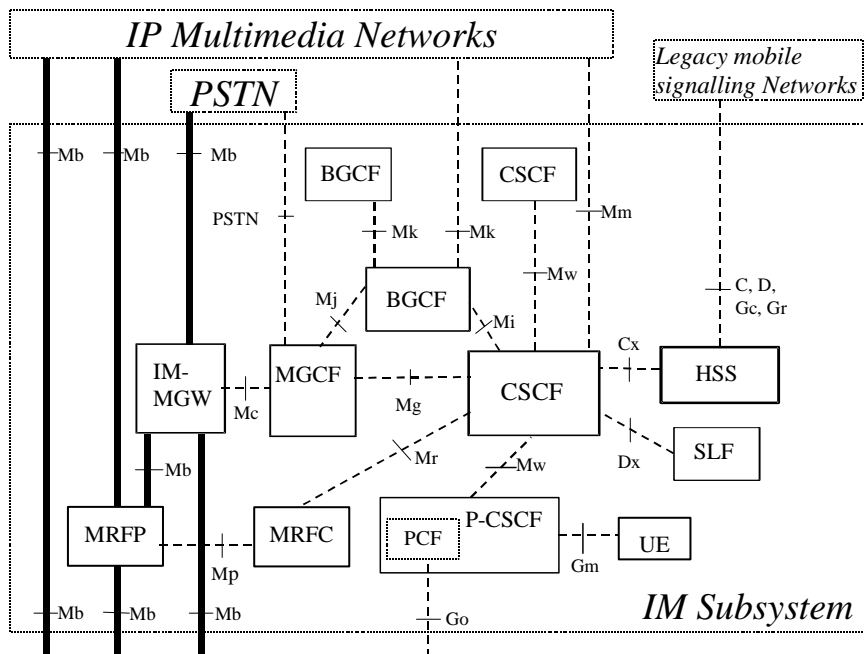 IP Multimedia Networks
Legacy mobile
signalling Networks
PSTN
Mb
Mb
Mb
BGCF
CSCF
PSTN
Mk
Mk
Mm
Mw
C, D,
Gc, Gr
BGCF
Mj
Mi
Cx
IM-
MGW
MGCF
CSCF
HSS
Mc
Mg
Mr
Dx
SLF
Mb
Mw
MRFP
MRFC
P-CSCF
PCF
UE
Mp
Gm
Mb
Mb
Mb
Go
IM Subsystem